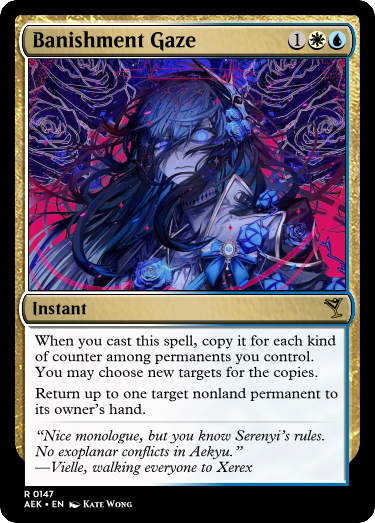 Banishment Gaze 1
Instant
When you cast this spell, copy it for each kind
of counter among permanents you control.
You may choose new targets for the copies.
Return up to one target nonland permanent to
its owner's hand.
“Nice monologue, but you know Serenyi's rules.
No exoplanar conflicts in Aekyu.”
—Vielle, walking everyone to Xerex
R 0147
AEK • EN Kate Wong